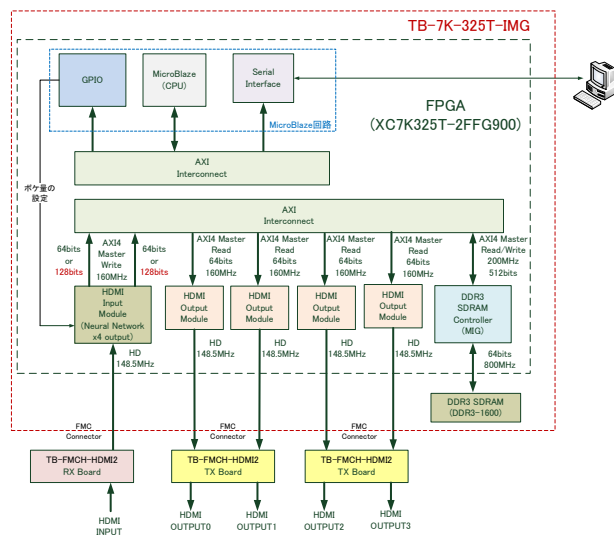 TB-7K-325T-IMG
GPIO
MicroBlaze
(CPU)
Serial
Interface
FPGA
(XC7K325T-2FFG900)
MicroBlaze回路
AXI
Interconnect
ボケ量の
設定
AXI
Interconnect
64bits
or
128bits
AXI4
Master
Write
160MHz
64bits
or
128bits
AXI4 Master
Read
64bits
160MHz
AXI4 Master
Read
64bits
160MHz
AXI4 Master
Read
64bits
160MHz
AXI4 Master
Read
64bits
160MHz
AXI4 Master
Read/Write
200MHz
512bits
HDMI
Input
Module
(Neural Network
x4 output)
HDMI
Output
Module
HDMI
Output
Module
HDMI
Output
Module
HDMI
Output
Module
DDR3
SDRAM
Controller
(MIG)
HD
148.5MHz
HD
148.5MHz
HD
148.5MHz
HD
148.5MHz
HD
148.5MHz
64bits
800MHz
DDR3 SDRAM
(DDR3-1600)
FMC
Connector
FMC
Connector
FMC
Connector
TB-FMCH-HDMI2
RX Board
TB-FMCH-HDMI2
TX Board
TB-FMCH-HDMI2
TX Board
HDMI
INPUT
HDMI
OUTPUT0
HDMI
OUTPUT1
HDMI
OUTPUT2
HDMI
OUTPUT3